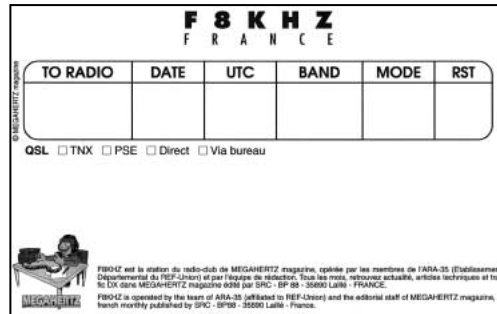 F8KHZ
FRANCE
© MEGAHERTZ magazine
TO RADIO DATE UTC BAND MODE RST
QSL ☐ TNX ☐ PSE ☐ Direct ☐ Via bureau
MEGAHERTZ
F8KHZ est la station du radio-club de MEGAHERTZ magazine, opérée par les membres de l'ARA-35 (Etablissement
Départemental du REF-Union) et par l'équipe de rédaction. Tous les mois, retrouvez actualité, articles techniques et tra
fic DX dans MEGAHERTZ magazine édité par SRC - BP 88 - 35890 Laillé - FRANCE.
F8KHZ is operated by the team of ARA-35 (affiliated to REF-Union) and the editorial staff of MEGAHERTZ magazine,
french monthly published by SRC - BP88 - 35890 Laillé - France.